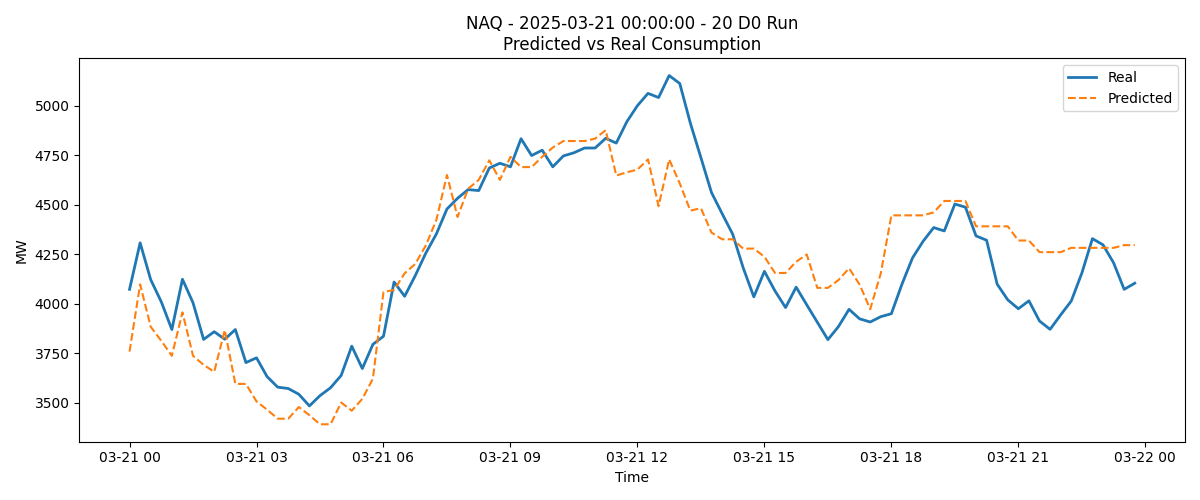 NAQ - 2025-03-21 00:00:00 - 20 D0 Run
Predicted vs Real Consumption
Real
Predicted
MW
5000
4750
4500
4250
4000
3750
3500
03-21 00
03-21 03
03-21 06
03-21 09
03-21 12
03-21 15
03-21 18
03-21 21
03-22 00
Time